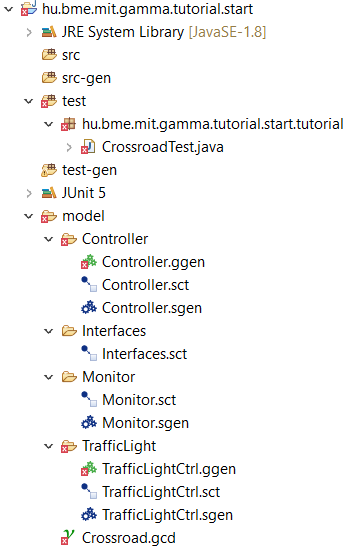 hu.bme.mit.gamma.tutorial.start
JRE System Library [JavaSE-1.8]
src
src-gen
test
hu.bme.mit.gamma.tutorial.start.tutorial
CrossroadTest.java
test-gen
JUnit 5
model
Controller
Controller.ggen
Controller.sct
Controller.sgen
Interfaces
Interfaces.sct
Monitor
Monitor.sct
Monitor.sgen
TrafficLight
TrafficLightCtrl.ggen
TrafficLightCtrl.sct
TrafficLightCtrl.sgen
Crossroad.gcd